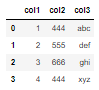 col1 col2 col3
0 1 444 abc
1 2 555 def
2 3 666 ghi
3 4 444 xyz